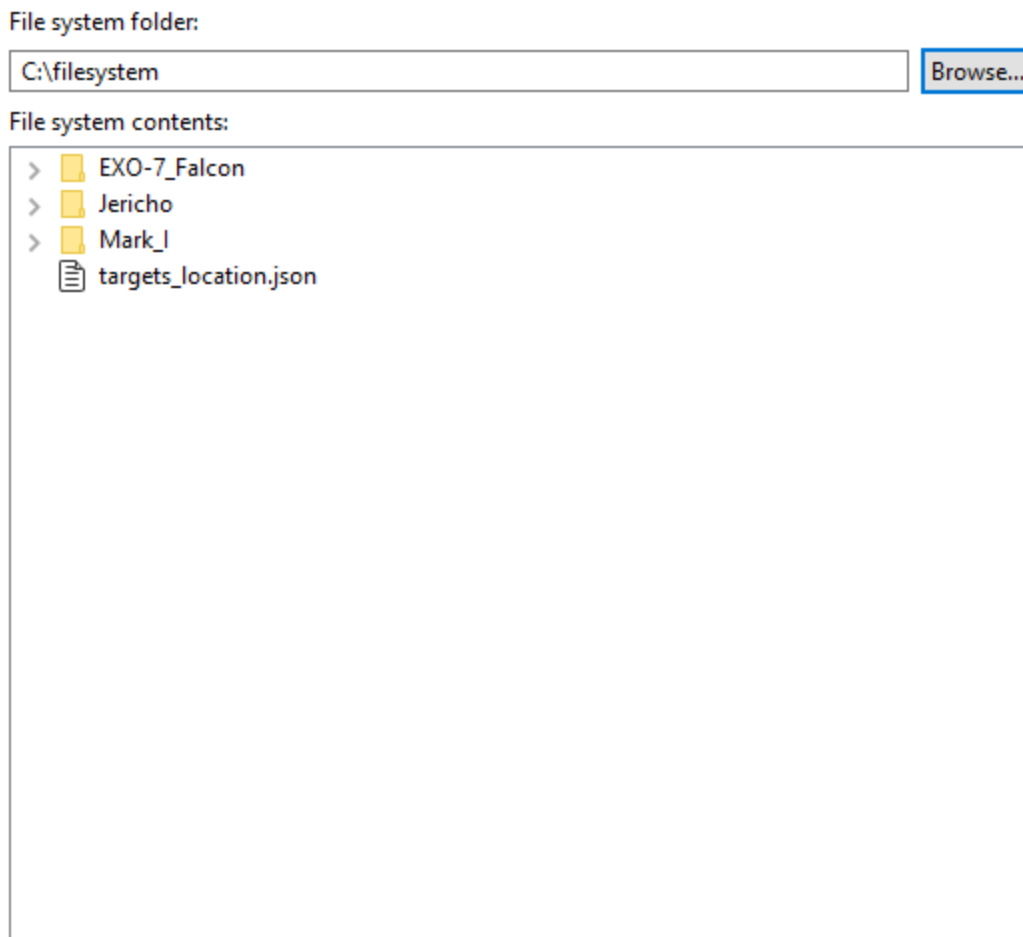 File system folder:
C:\filesystem
Browse...
File system contents:
EXO-7_Falcon
Jericho
Mark_I
targets_location.json